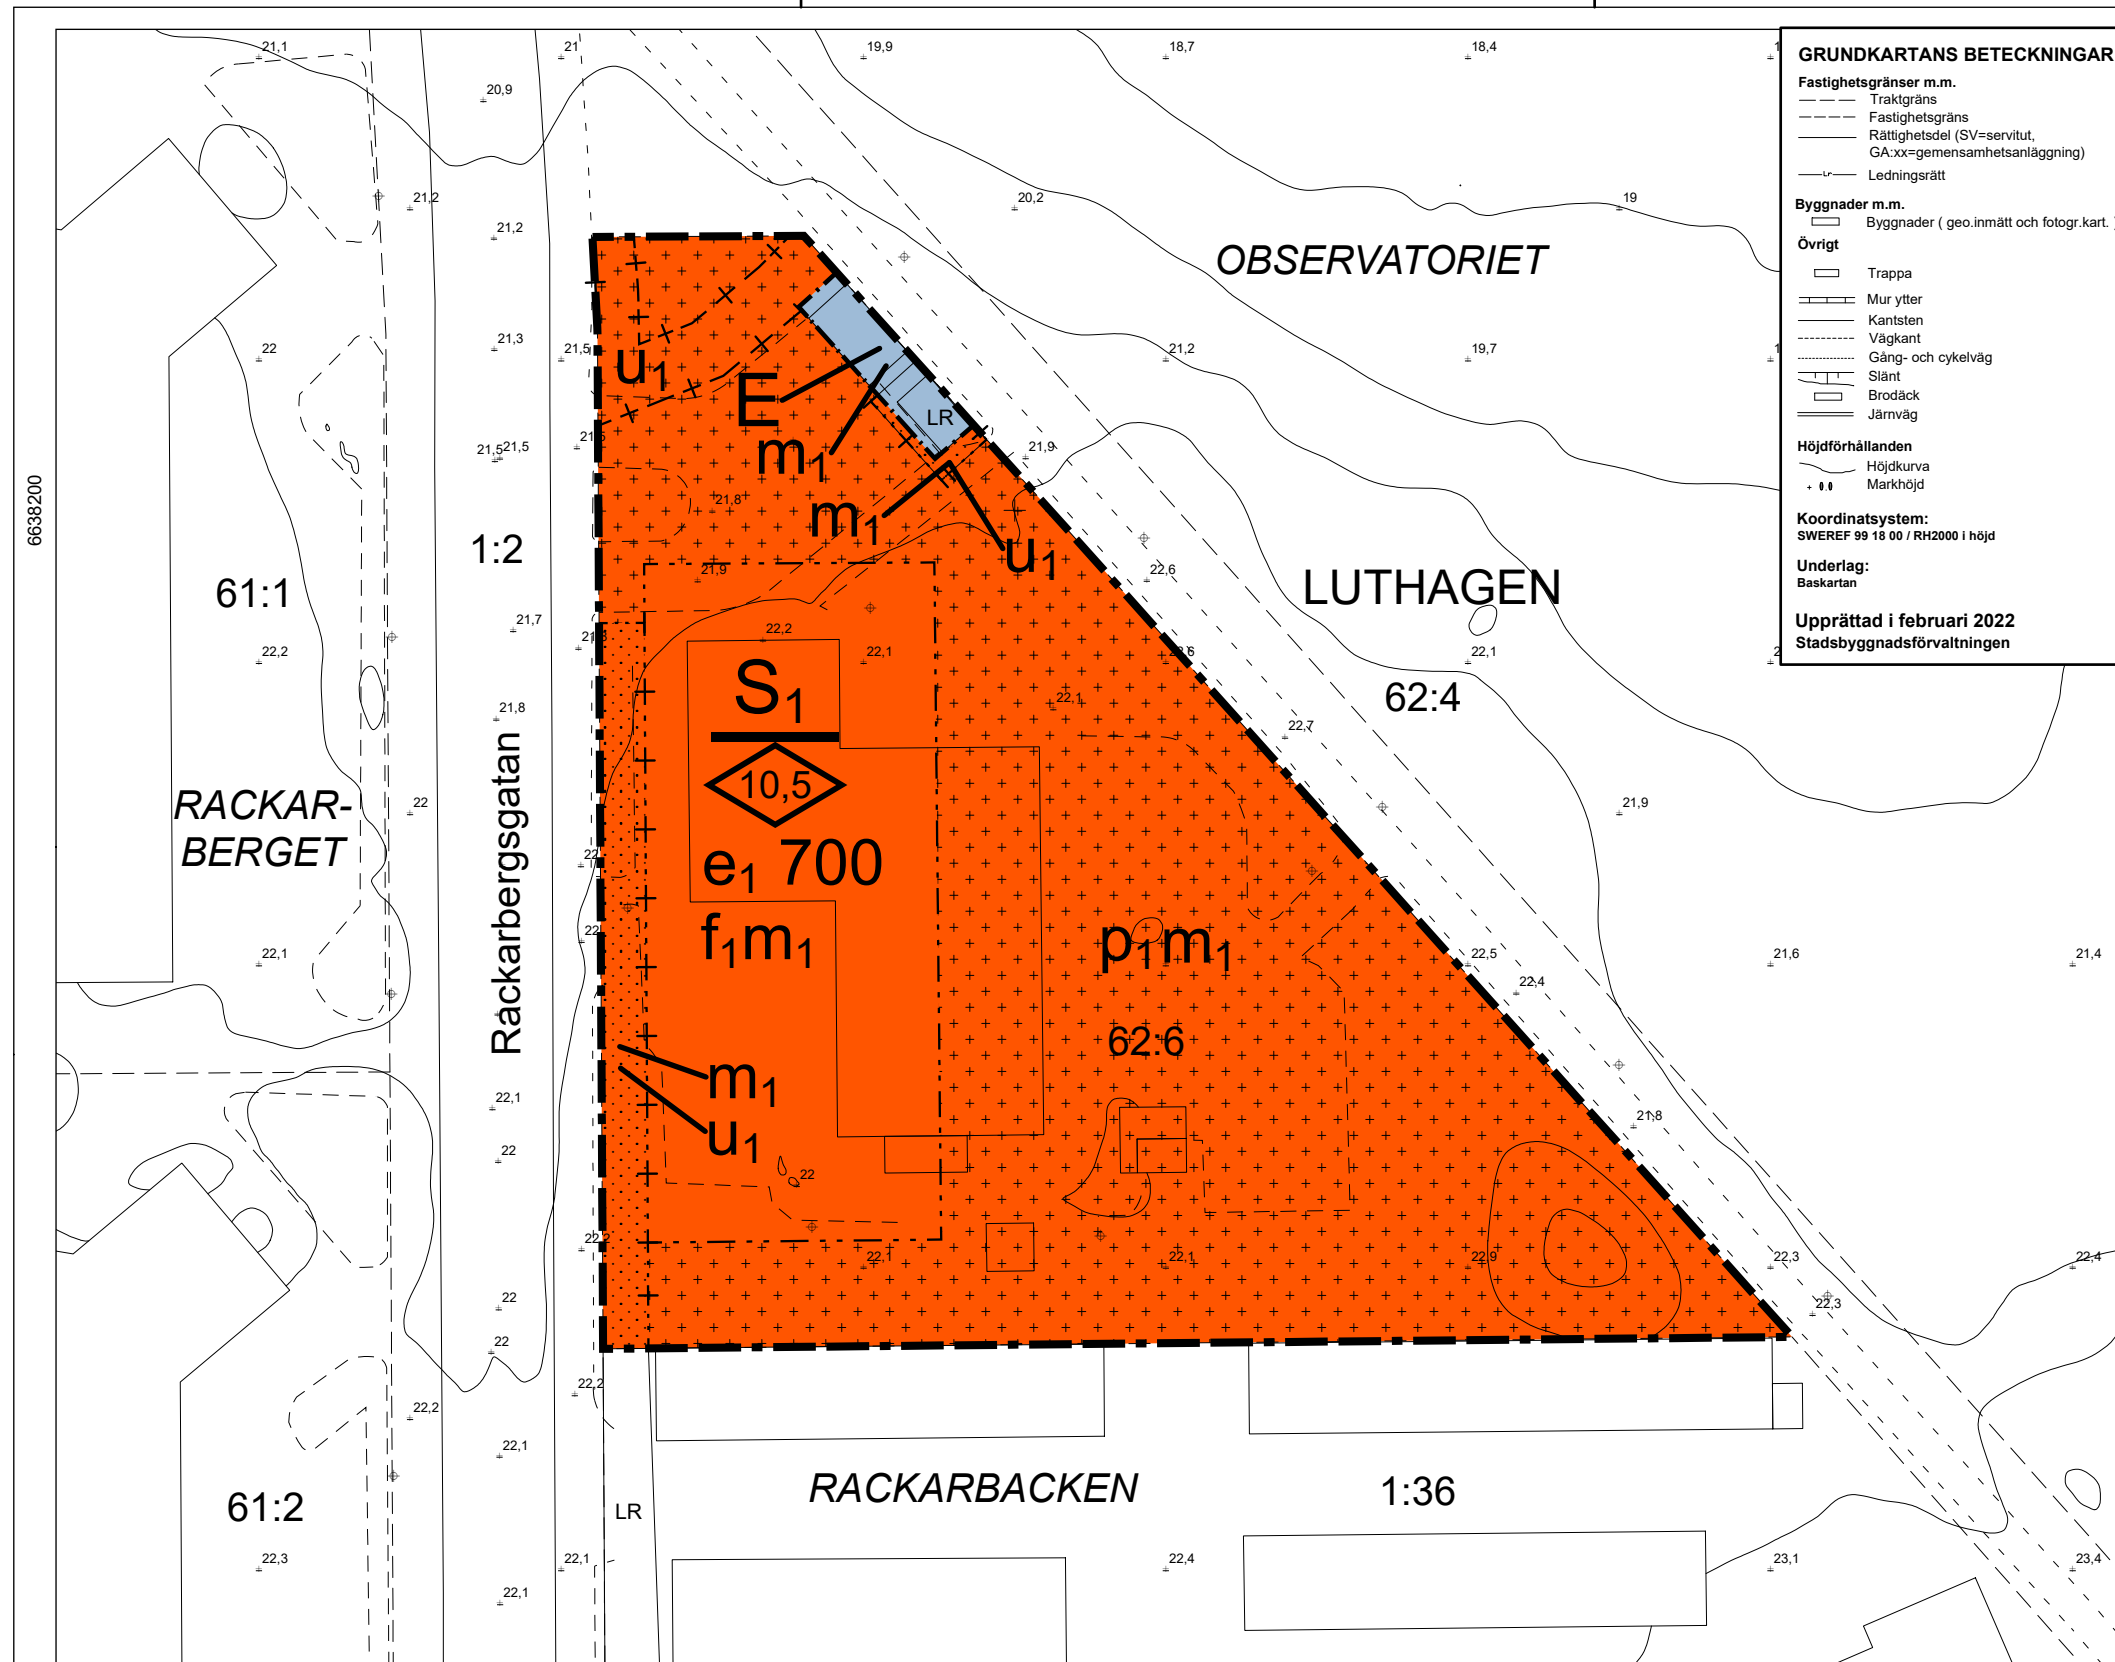 21,1
21
19,9
18,7
18,4
20,9
21,2
21,2
20,2
19
OBSERVATORIET
21,3
22
21,5
21,2
19,7
u1
E
LR
m1
21,5
21,5
21,9
6638200
21,8
m1
u1
1:2
61:1
21,9
22,6
LUTHAGEN
21,7
22,2
22,2
22,1
22,1
62:4
S1
22,1
21,8
22,7
10,5
Rackarbergsgatan
RACKAR-
BERGET
22
21,9
22
e1 700
f1m1
22
p1m1
22,1
22,5
22,4
21,6
21,4
62:6
m1
u1
22,1
21,8
22
22
22,2
22,1
22,1
22,9
22,3
22,4
22
22,3
22
22,2
22,2
22,1
RACKARBACKEN
1:36
61:2
LR
22,3
22,1
22,4
23,1
23,4
22,1
GRUNDKARTANS BETECKNINGAR
Fastighetsgränser m.m.
Traktgräns
Fastighetsgräns
Rättighetsdel (SV=servitut,
GA:xx=gemensamhetsanläggning)
Lr
Ledningsrätt
Byggnader m.m.
Byggnader ( geo.inmätt och fotogr.kart.
Övrigt
Trappa
Mur ytter
Kantsten
Vägkant
Gång- och cykelväg
Slänt
Brodäck
Järnväg
Höjdförhållanden
Höjdkurva
0.0 Markhöjd
Koordinatsystem:
SWEREF 99 18 00 / RH2000 i höjd
Underlag:
Baskartan
Upprättad i februari 2022
Stadsbyggnadsförvaltningen